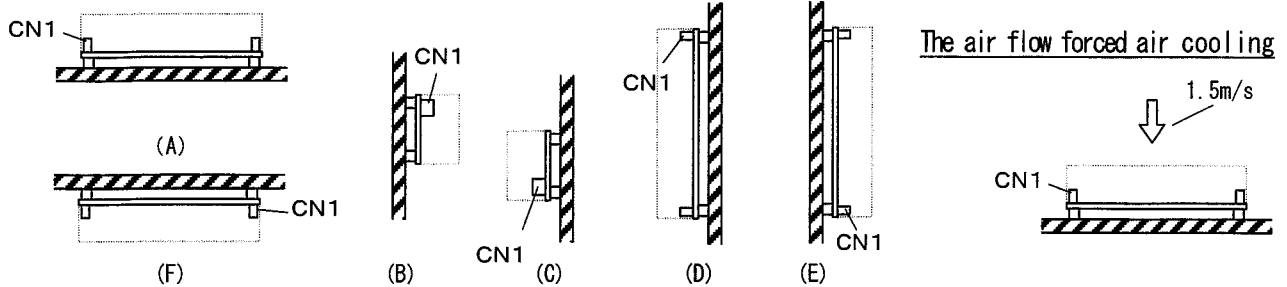 CN1
(A)
CN1
(F)
CN1
(B)
CN1
(C)
CN1
(D)
CN1
(E)
The air flow forced air cooling
1.5m/s
CN1